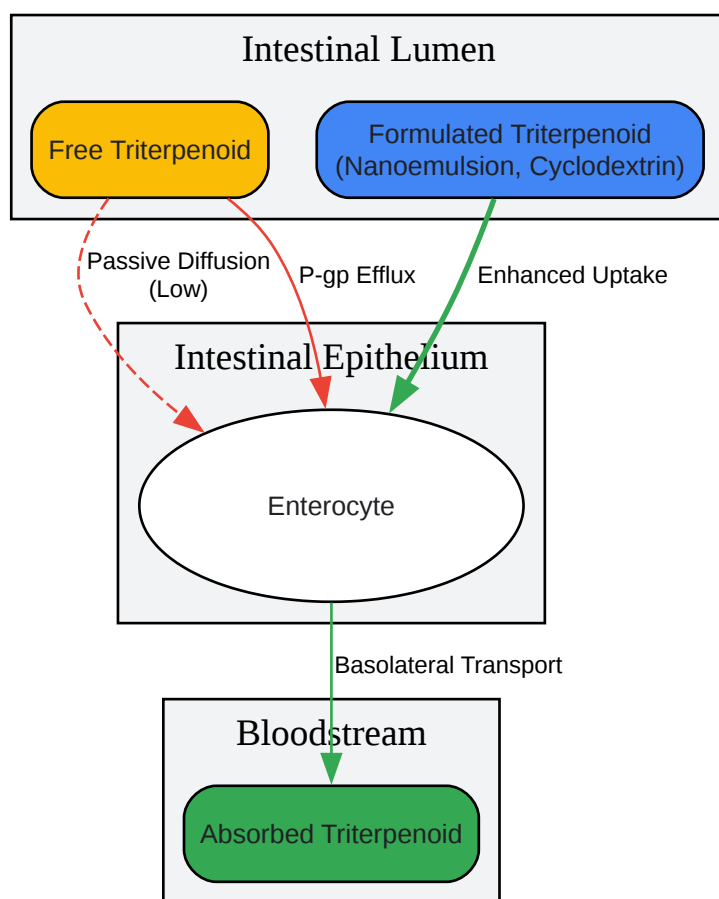 Intestinal Lumen
Free Triterpenoid
Formulated Triterpenoid
(Nanoemulsion, Cyclodextrin)
Passive Diffusion
(Low)
P-gp Efflux
Enhanced Uptake
Intestinal Epithelium
Enterocyte
Basolateral Transport
Bloodstream
Absorbed Triterpenoid